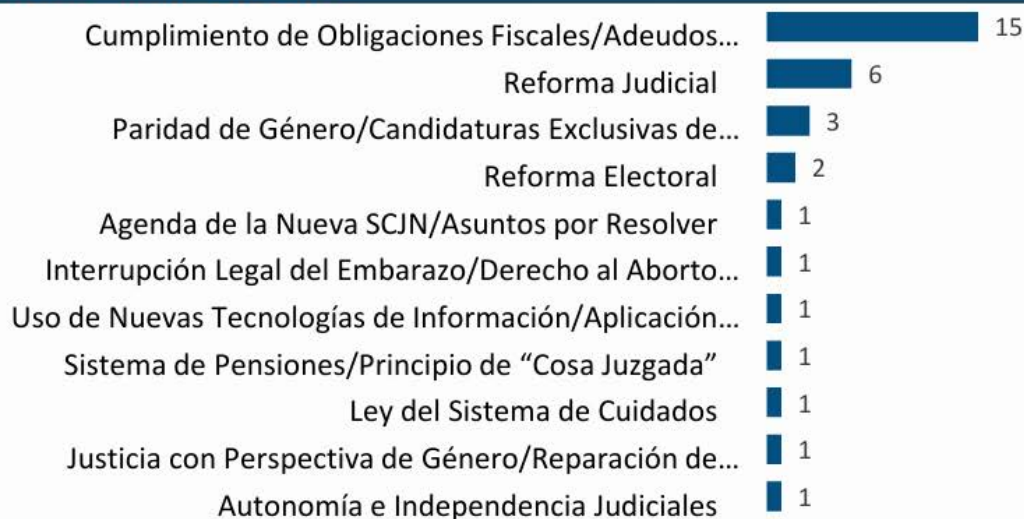 Cumplimiento de Obligaciones Fiscales/Adeudos... 15
Reforma Judicial 6
Paridad de Género/Candidaturas Exclusivas de... 3
Reforma Electoral 2
Agenda de la Nueva SCJN/Asuntos por Resolver 1
Interrupción Legal del Embarazo/Derecho al Aborto... 1
Uso de Nuevas Tecnologías de Información/Aplicación... 1
Sistema de Pensiones/Principio de “Cosa Juzgada” 1
Ley del Sistema de Cuidados 1
Justicia con Perspectiva de Género/Reparación de... 1
Autonomía e Independencia Judiciales 1